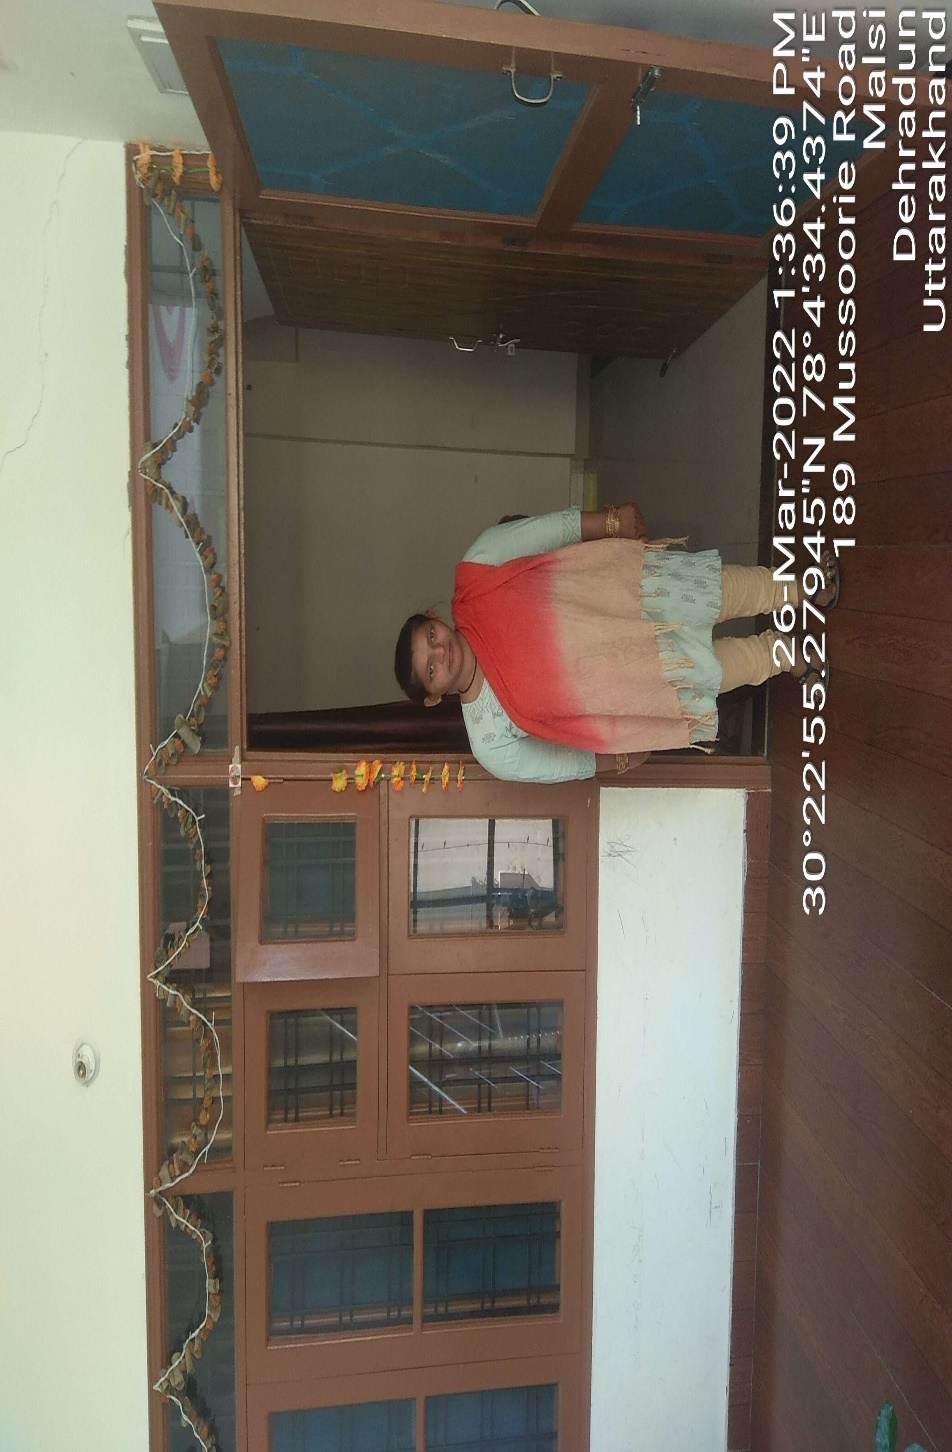 26-Mar-2022 1:36:39 PM
30°22'55.27945"N 78°4'34.4374"E
189 Mussoorie Road
Malsi
Dehradun
Uttarakhand